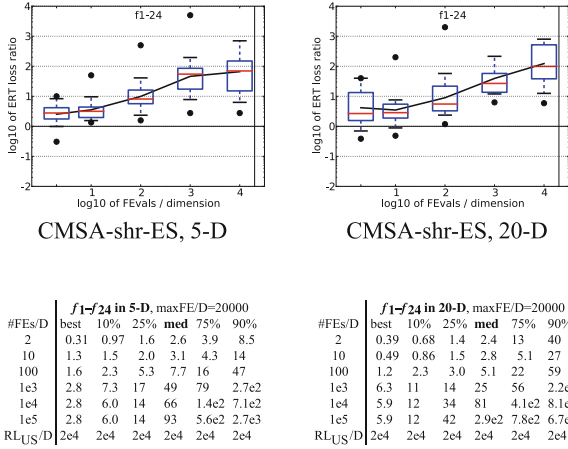 f1-24
4
3
2
1
0
-1
-2
log10 of ERT loss ratio
1 2 3 4
log10 of FEvals / dimension
CMSA-shr-ES, 5-D
f1-24
4
3
2
1
0
-1
-2
log10 of ERT loss ratio
1 2 3 4
log10 of FEvals / dimension
CMSA-shr-ES, 20-D
f1–f24 in 5-D, maxFE/D=20000
#FEs/D best 10% 25% med 75% 90%
2 0.31 0.97 1.6 2.6 3.9 8.5
10 1.3 1.5 2.0 3.1 4.3 14
100 1.6 2.3 5.3 7.7 16 47
1e3 2.8 7.3 17 49 79 2.7e2
1e4 2.8 6.0 14 66 1.4e2 7.1e2
1e5 2.8 6.0 14 93 5.6e2 2.7e3
RLUS/D 2e4 2e4 2e4 2e4 2e4 2e4
f1–f24 in 20-D, maxFE/D=20000
#FEs/D best 10% 25% med 75% 90%
2 0.39 0.68 1.4 2.4 13 40
10 0.49 0.86 1.5 2.8 5.1 27
100 1.2 2.3 3.0 5.1 22 59
1e3 6.3 11 14 25 56 2.2e
1e4 5.9 12 34 81 4.1e2 8.1e
1e5 5.9 12 42 2.9e2 7.8e2 6.7e
RLUS/D 2e4 2e4 2e4 2e4 2e4 2e4